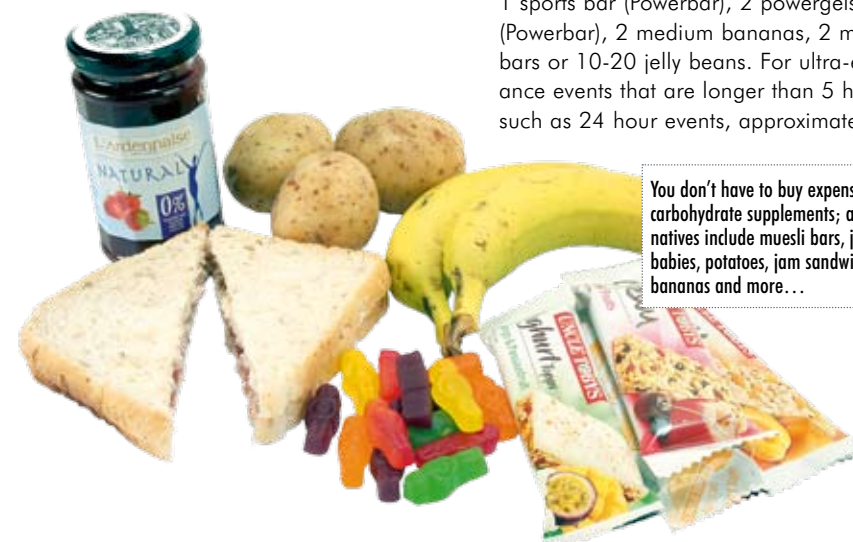 1 sports bar (Powerbar), 2 powergels
(Powerbar), 2 medium bananas, 2 m
bars or 10-20 jelly beans. For ultra-e
ance events that are longer than 5 h
such as 24 hour events, approximate
You don't have to buy expens
carbohydrate supplements; a
natives include muesli bars, j
babies, potatoes, jam sandwi
bananas and more...
L'Ardennaise
NATURAL
0%
UNCLE TOBYS